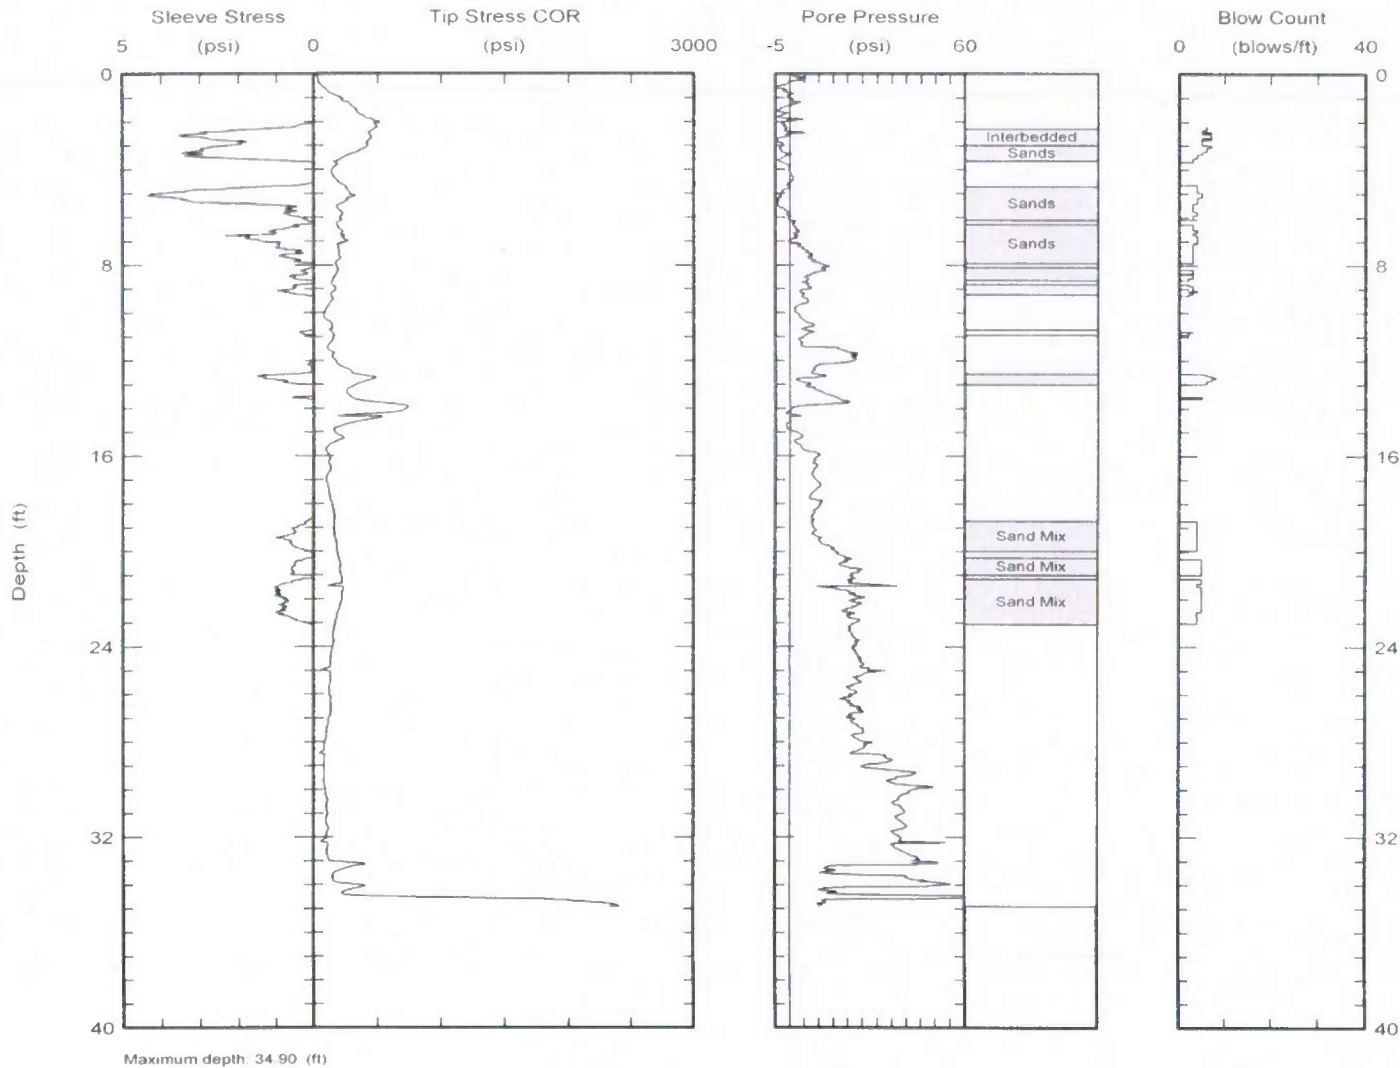 Sleeve Stress Tip Stress COR Pore Pressure Blow Count
5 (psi) 0 (psi) 3000 -5 (psi) 60 0 (blows/ft) 40
0 0
Interbedded
Sands
Sands
Sands
8 8
16 16
Sand Mix
Sand Mix
Sand Mix
Depth (ft)
24 24
32 32
40 40
Maximum depth: 34.90 (ft)